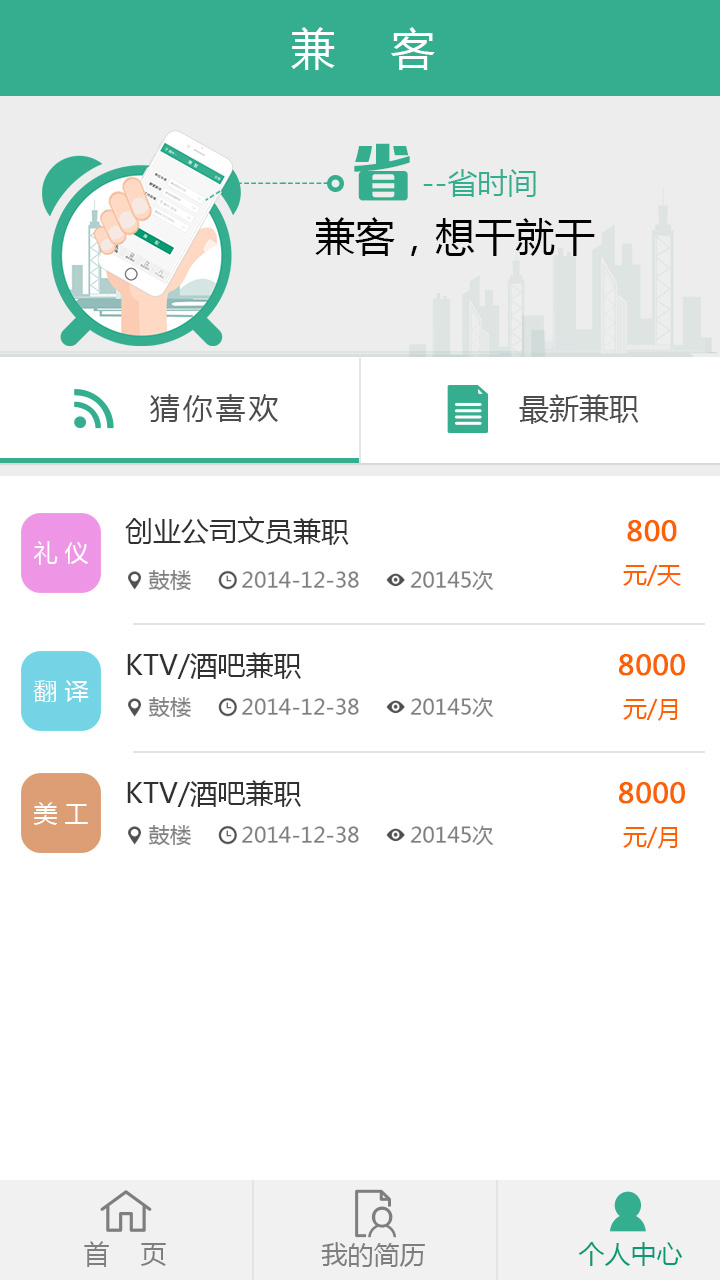 兼 客
省 --省时间
兼客，想干就干
猜你喜欢
最新兼职
礼仪
创业公司文员兼职
800
鼓楼 2014-12-38 20145次
元/天
翻译
KTV/酒吧兼职
8000
鼓楼 2014-12-38 20145次
元/月
美工
KTV/酒吧兼职
8000
鼓楼 2014-12-38 20145次
元/月
首 页
我的简历
个人中心